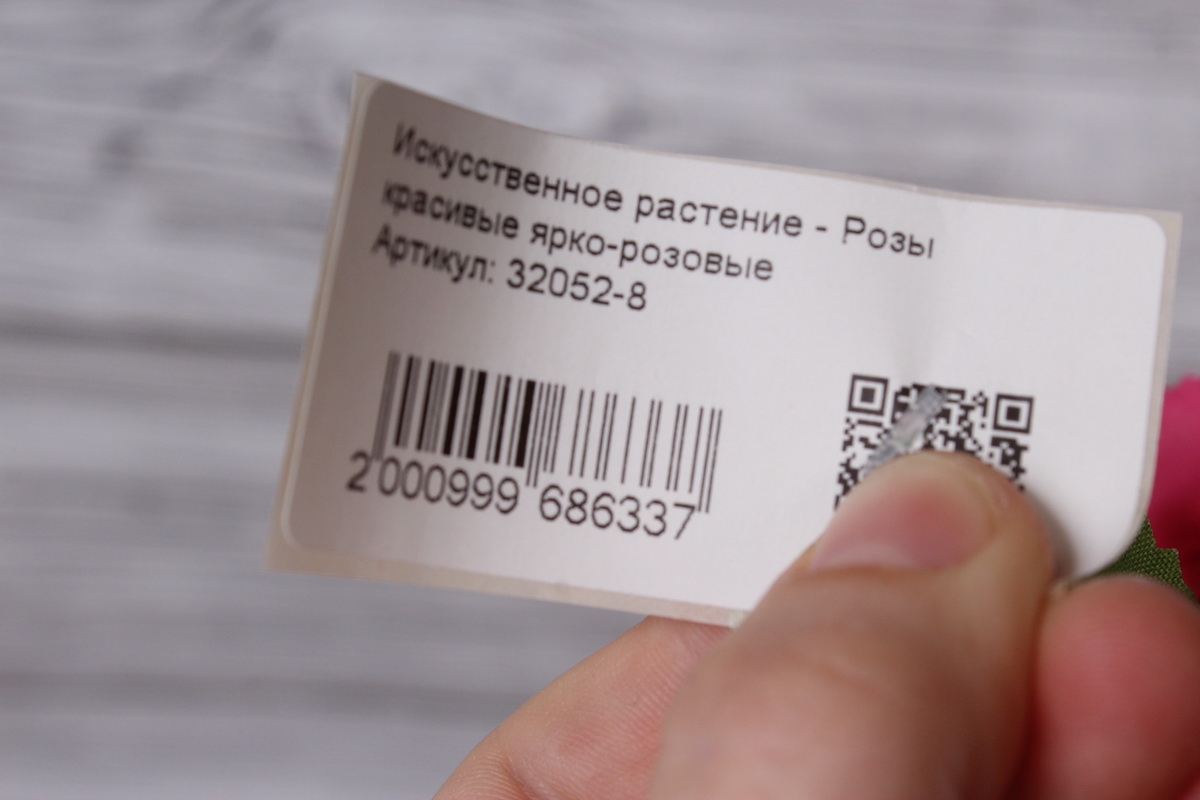 Искусственное растение - Розы
красивые ярко-розовые
Артикул: 32052-8
2 000999 686337